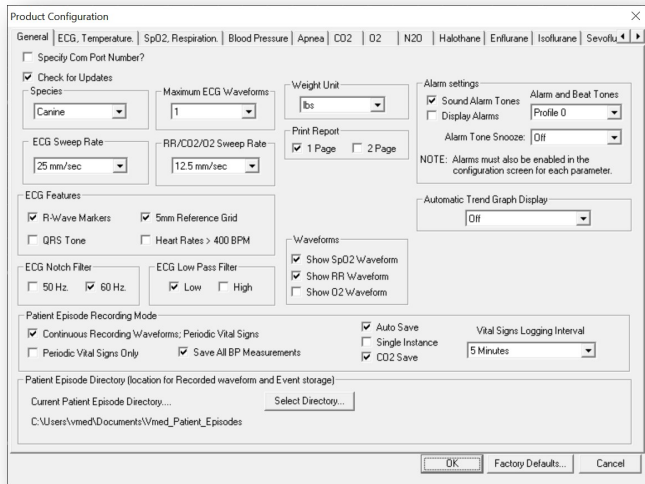 Product Configuration
General ECG, Temperature. SpO2, Respiration. Blood Pressure Apnea CO2 O2 N2O Halothane Enflurane Isoflurane Sevoflu
Specify Com Port Number?
Check for Updates
Species
Canine
Maximum ECG Waveforms
1
Weight Unit
lbs
Alarm settings
Sound Alarm Tones
Display Alarms
Alarm and Beat Tones
Profile 0
Alarm Tone Snooze: Off
NOTE: Alarms must also be enabled in the
configuration screen for each parameter.
ECG Sweep Rate
25 mm/sec
RR/CO2/O2 Sweep Rate
12.5 mm/sec
Print Report
1 Page 2 Page
ECG Features
R-Wave Markers 5mm Reference Grid
QRS Tone Heart Rates > 400 BPM
Automatic Trend Graph Display
Off
ECG Notch Filter
50 Hz. 60 Hz.
ECG Low Pass Filter
Low High
Waveforms
Show SpO2 Waveform
Show RR Waveform
Show O2 Waveform
Patient Episode Recording Mode
Continuous Recording Waveforms; Periodic Vital Signs
Periodic Vital Signs Only Save All BP Measurements
Auto Save
Single Instance
CO2 Save
Vital Signs Logging Interval
5 Minutes
Patient Episode Directory (location for Recorded waveform and Event storage)
Current Patient Episode Directory.... Select Directory...
C:\Users\vmed\Documents\Vmed_Patient_Episodes
OK Factory Defaults... Cancel